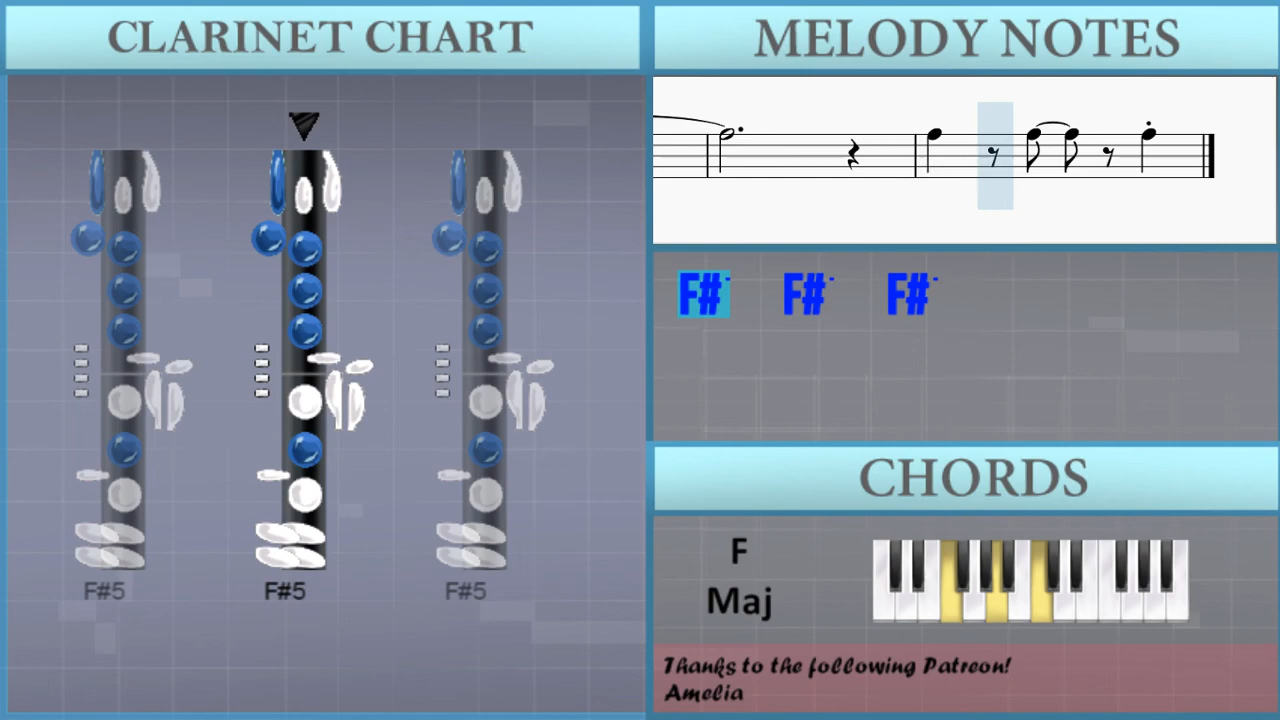 CLARINET CHART
F#5 F#5 F#5
MELODY NOTES
F#- F#- F#-
CHORDS
F
Maj
Thanks to the following Patreon!
Amelia